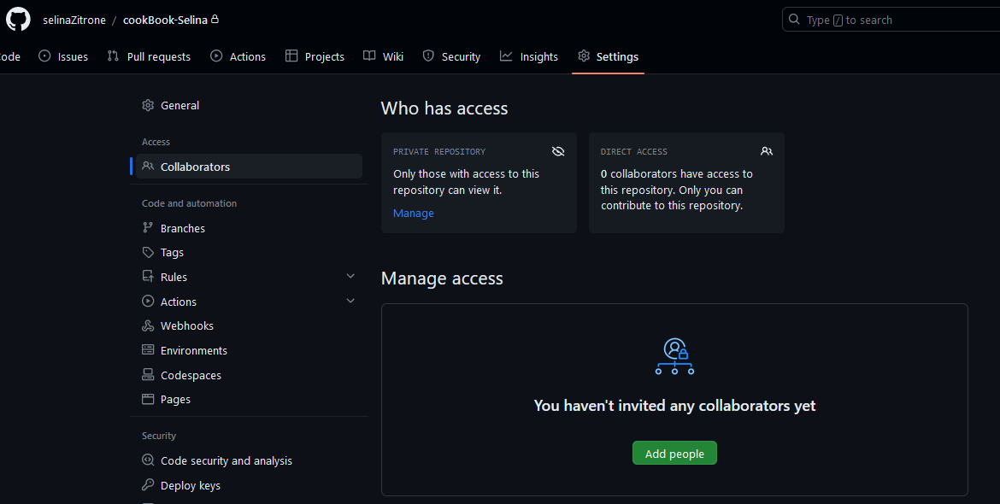 selinaZitrone / cookBook-Selina
Type / to search
ode Issues Pull requests Actions Projects Wiki Security Insights Settings
General
Access
Collaborators
Code and automation
Branches
Tags
Rules
Actions
Webhooks
Environments
Codespaces
Pages
Security
Code security and analysis
Deploy keys
Who has access
PRIVATE REPOSITORY
Only those with access to this
repository can view it.
Manage
DIRECT ACCESS
0 collaborators have access to
this repository. Only you can
contribute to this repository.
Manage access
You haven't invited any collaborators yet
Add people